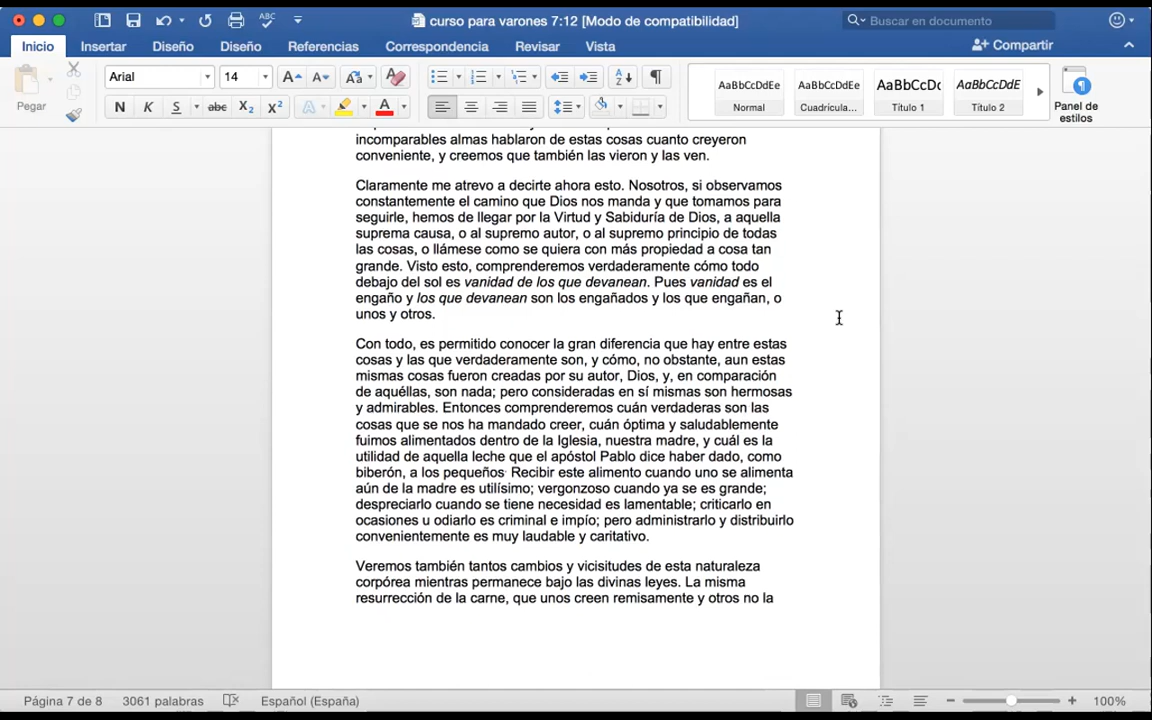 curso para varones 7:12 [Modo de compatibilidad]
Buscar en documento
Inicio Insertar Diseño Diseño Referencias Correspondencia Revisar Vista Compartir
Pegar
Arial 14
N K S abc X2 X2 A A
AaBbCcDdEe AaBbCcDdEe AaBbCcDc AaBbCcDdE
Normal Cuadrícula... Título 1 Título 2
Panel de
estilos
incomparables almas hablaron de estas cosas cuanto creyeron
conveniente, y creemos que también las vieron y las ven.
Claramente me atrevo a decirte ahora esto. Nosotros, si observamos
constantemente el camino que Dios nos manda y que tomamos para
seguirle, hemos de llegar por la Virtud y Sabiduría de Dios, a aquella
suprema causa, o al supremo autor, o al supremo principio de todas
las cosas, o llámese como se quiera con más propiedad a cosa tan
grande. Visto esto, comprenderemos verdaderamente cómo todo
debajo del sol es vanidad de los que devanean. Pues vanidad es el
engaño y los que devanean son los engañados y los que engañan, o
unos y otros.
Con todo, es permitido conocer la gran diferencia que hay entre estas
cosas y las que verdaderamente son, y cómo, no obstante, aun estas
mismas cosas fueron creadas por su autor, Dios, y, en comparación
de aquéllas, son nada; pero consideradas en sí mismas son hermosas
y admirables. Entonces comprenderemos cuán verdaderas son las
cosas que se nos ha mandado creer, cuán óptima y saludablemente
fuimos alimentados dentro de la Iglesia, nuestra madre, y cuál es la
utilidad de aquella leche que el apóstol Pablo dice haber dado, como
biberón, a los pequeños Recibir este alimento cuando uno se alimenta
aún de la madre es utilísimo; vergonzoso cuando ya se es grande;
despreciarlo cuando se tiene necesidad es lamentable; criticarlo en
ocasiones u odiarlo es criminal e impío; pero administrarlo y distribuirlo
convenientemente es muy laudable y caritativo.
Veremos también tantos cambios y vicisitudes de esta naturaleza
corpórea mientras permanece bajo las divinas leyes. La misma
resurrección de la carne, que unos creen remisamente y otros no la
Página 7 de 8 3061 palabras Español (España) 100%